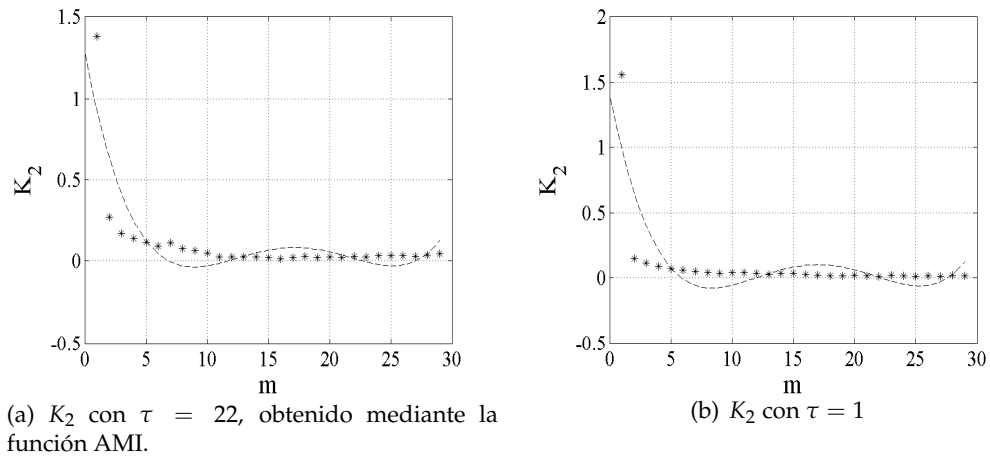 1.5
1
0.5
0
-0.5
K₂
0 5 10 15 20 25 30
m
(a) K₂ con τ = 22, obtenido mediante la
función AMI.
2
1.5
1
0.5
0
-0.5
K₂
0 5 10 15 20 25 30
m
(b) K₂ con τ = 1